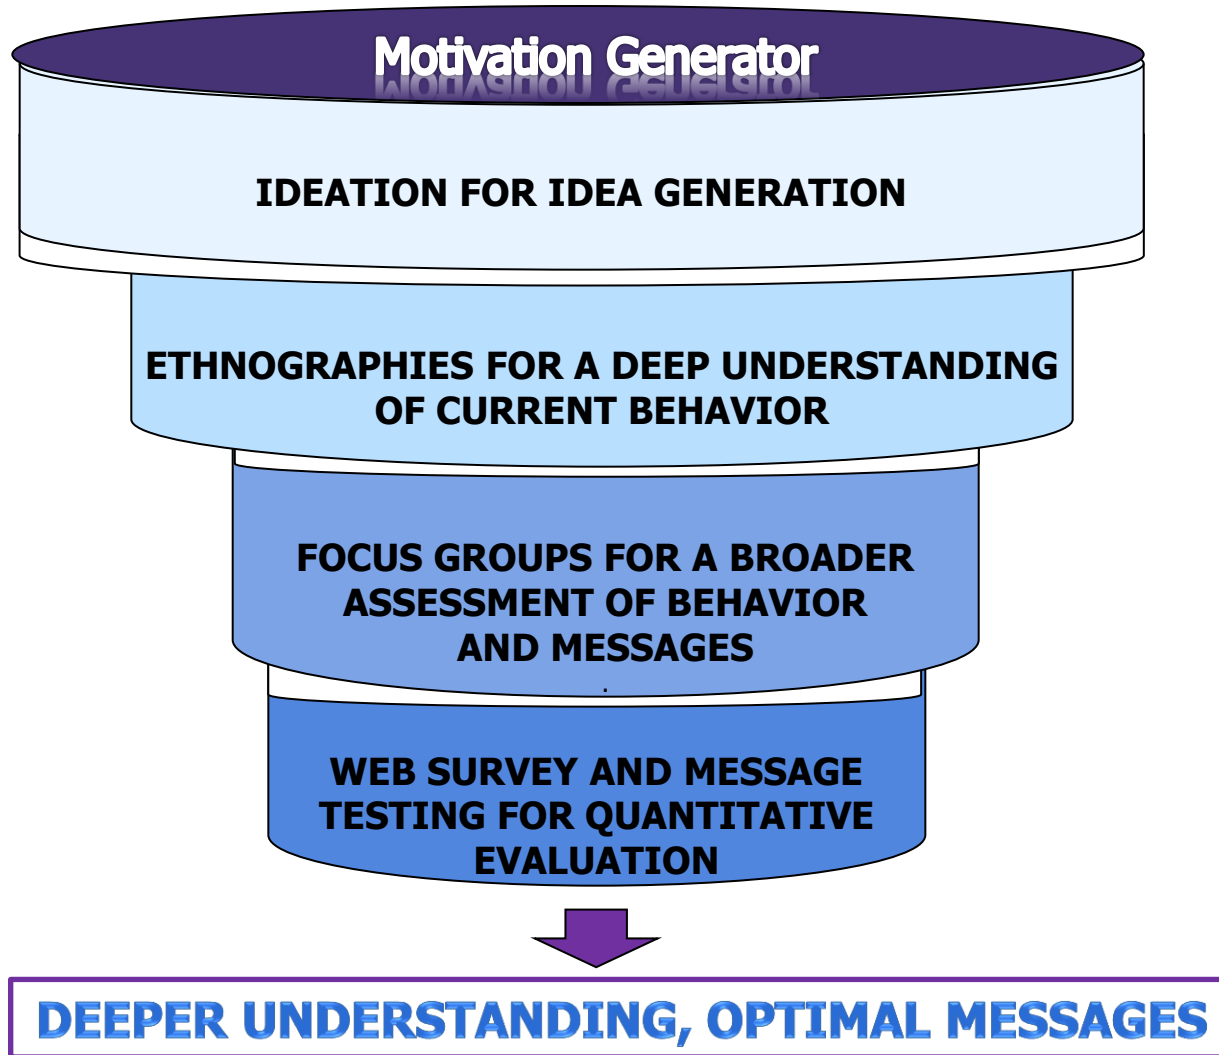 Motivation Generator
IDEATION FOR IDEA GENERATION
ETHNOGRAPHIES FOR A DEEP UNDERSTANDING
OF CURRENT BEHAVIOR
FOCUS GROUPS FOR A BROADER
ASSESSMENT OF BEHAVIOR
AND MESSAGES
.
WEB SURVEY AND MESSAGE
TESTING FOR QUANTITATIVE
EVALUATION
DEEPER UNDERSTANDING, OPTIMAL MESSAGES